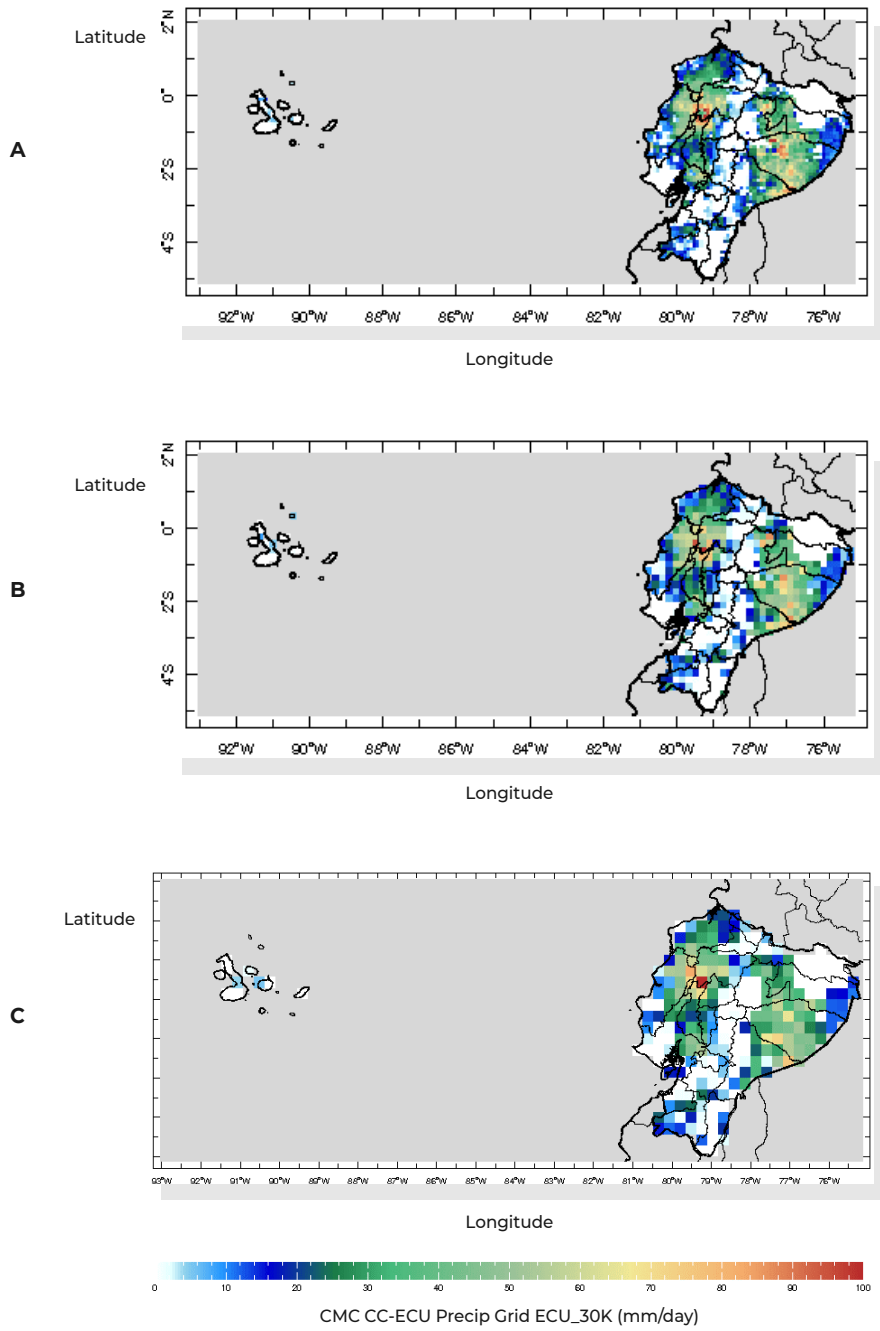 Latitude
2°N
0°
2°S
4°S
A
92°W 90°W 88°W 86°W 84°W 82°W 80°W 78°W 76°W
Longitude
Latitude
2°N
0°
2°S
4°S
B
92°W 90°W 88°W 86°W 84°W 82°W 80°W 78°W 76°W
Longitude
Latitude
C
93°W 92°W 91°W 90°W 89°W 88°W 87°W 86°W 85°W 84°W 83°W 82°W 81°W 80°W 79°W 78°W 77°W 76°W
Longitude
0 10 20 30 40 50 60 70 80 90 100
CMC CC-ECU Precip Grid ECU_30K (mm/day)